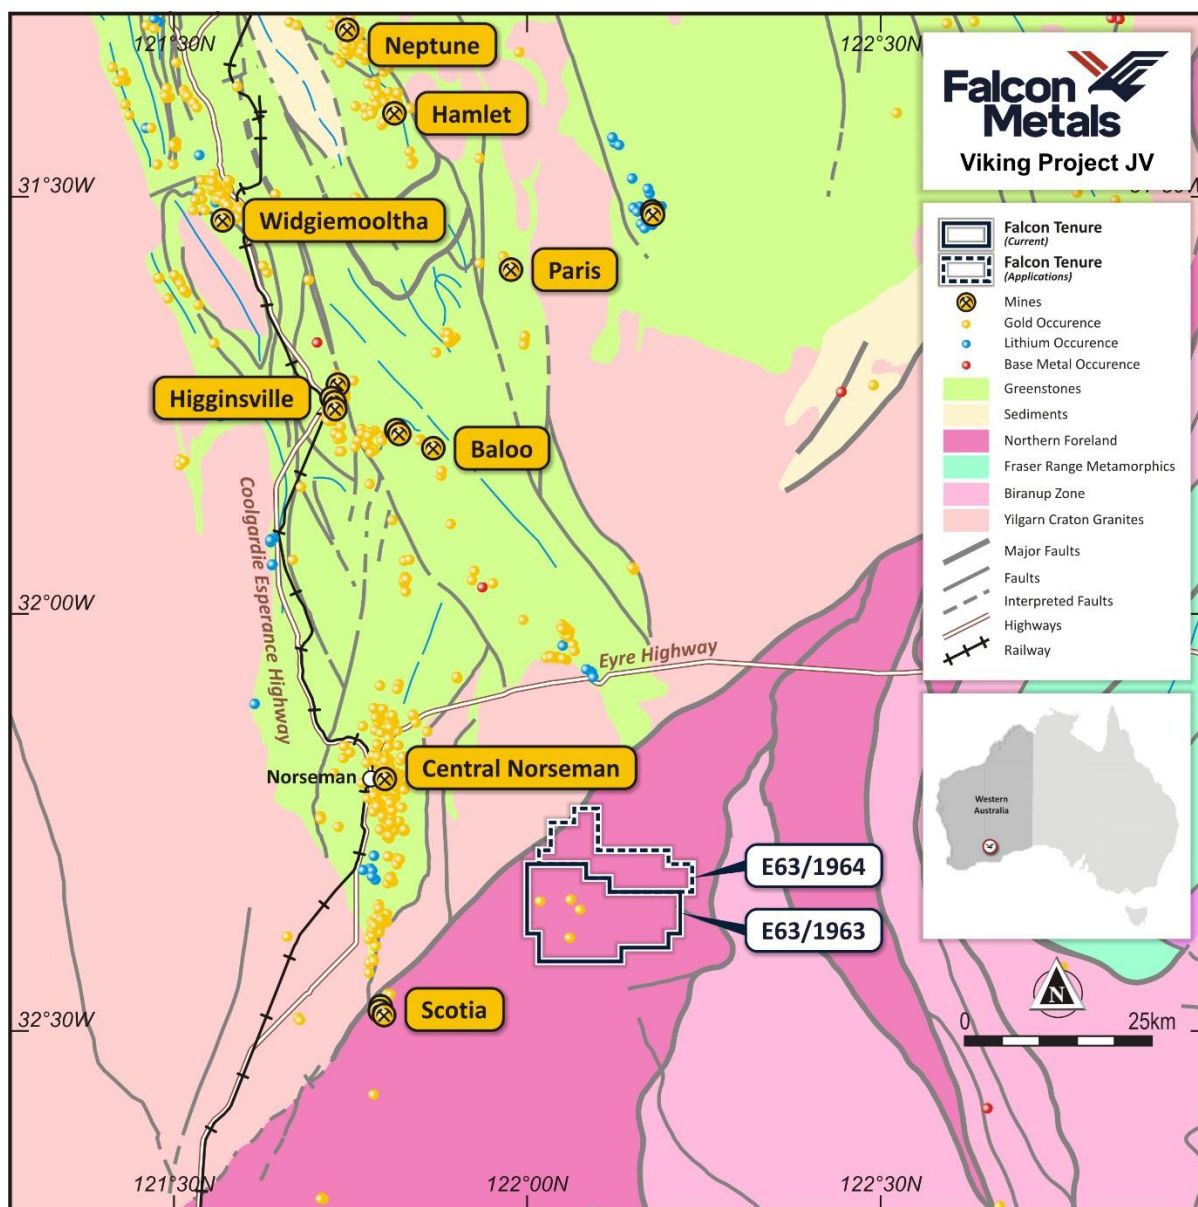 121°30N
122°30N
Neptune
Hamlet
Falcon
Metals
Viking Project JV
31°30W
Widgiemooltha
Paris
Higginsville
Baloo
Coolgardie Esperance Highway
32°00W
Eyre Highway
Norseman
Central Norseman
E63/1964
E63/1963
Scotia
32°30W
121°30N
122°00N
122°30N
Falcon Tenure
(Current)
Falcon Tenure
(Applications)
Mines
Gold Occurence
Lithium Occurence
Base Metal Occurence
Greenstones
Sediments
Northern Foreland
Fraser Range Metamorphics
Biranup Zone
Yilgarn Craton Granites
Major Faults
Faults
Interpreted Faults
Highways
Railway
Western
Australia
N
0 25km